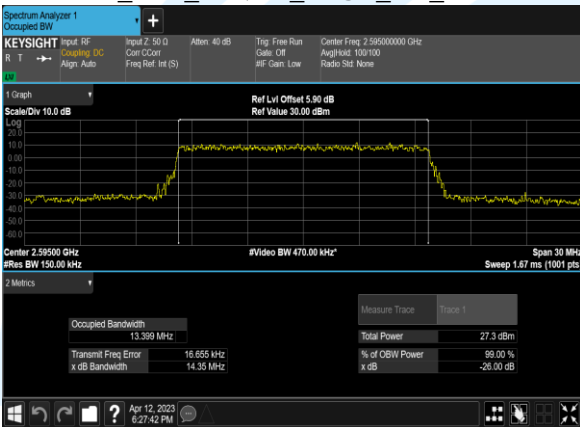 Spectrum Analyzer 1
Occupied BW
+
KEYSIGHT Input: RF Input Z: 50 Ω Atten: 40 dB Trig: Free Run Center Freq: 2.595000000 GHz
R T Coupling: DC Corr CCorr Gate: Off Avg|Hold: 100/100
Align: Auto Freq Ref: Int (S) #IF Gain: Low Radio Std: None
LV
1 Graph
Ref Lvl Offset 5.90 dB
Scale/Div 10.0 dB Ref Value 30.00 dBm
Log
20.0
10.0
0.00
-10.0
-20.0
-30.0
-40.0
-50.0
-60.0
Center 2.59500 GHz #Video BW 470.00 kHz* Span 30 MHz
#Res BW 150.00 kHz Sweep 1.67 ms (1001 pts
2 Metrics
Measure Trace Trace 1
Occupied Bandwidth
13.399 MHz
Total Power 27.3 dBm
Transmit Freq Error 16.655 kHz % of OBW Power 99.00 %
x dB Bandwidth 14.35 MHz x dB -26.00 dB
? Apr 12, 2023
6:27:42 PM